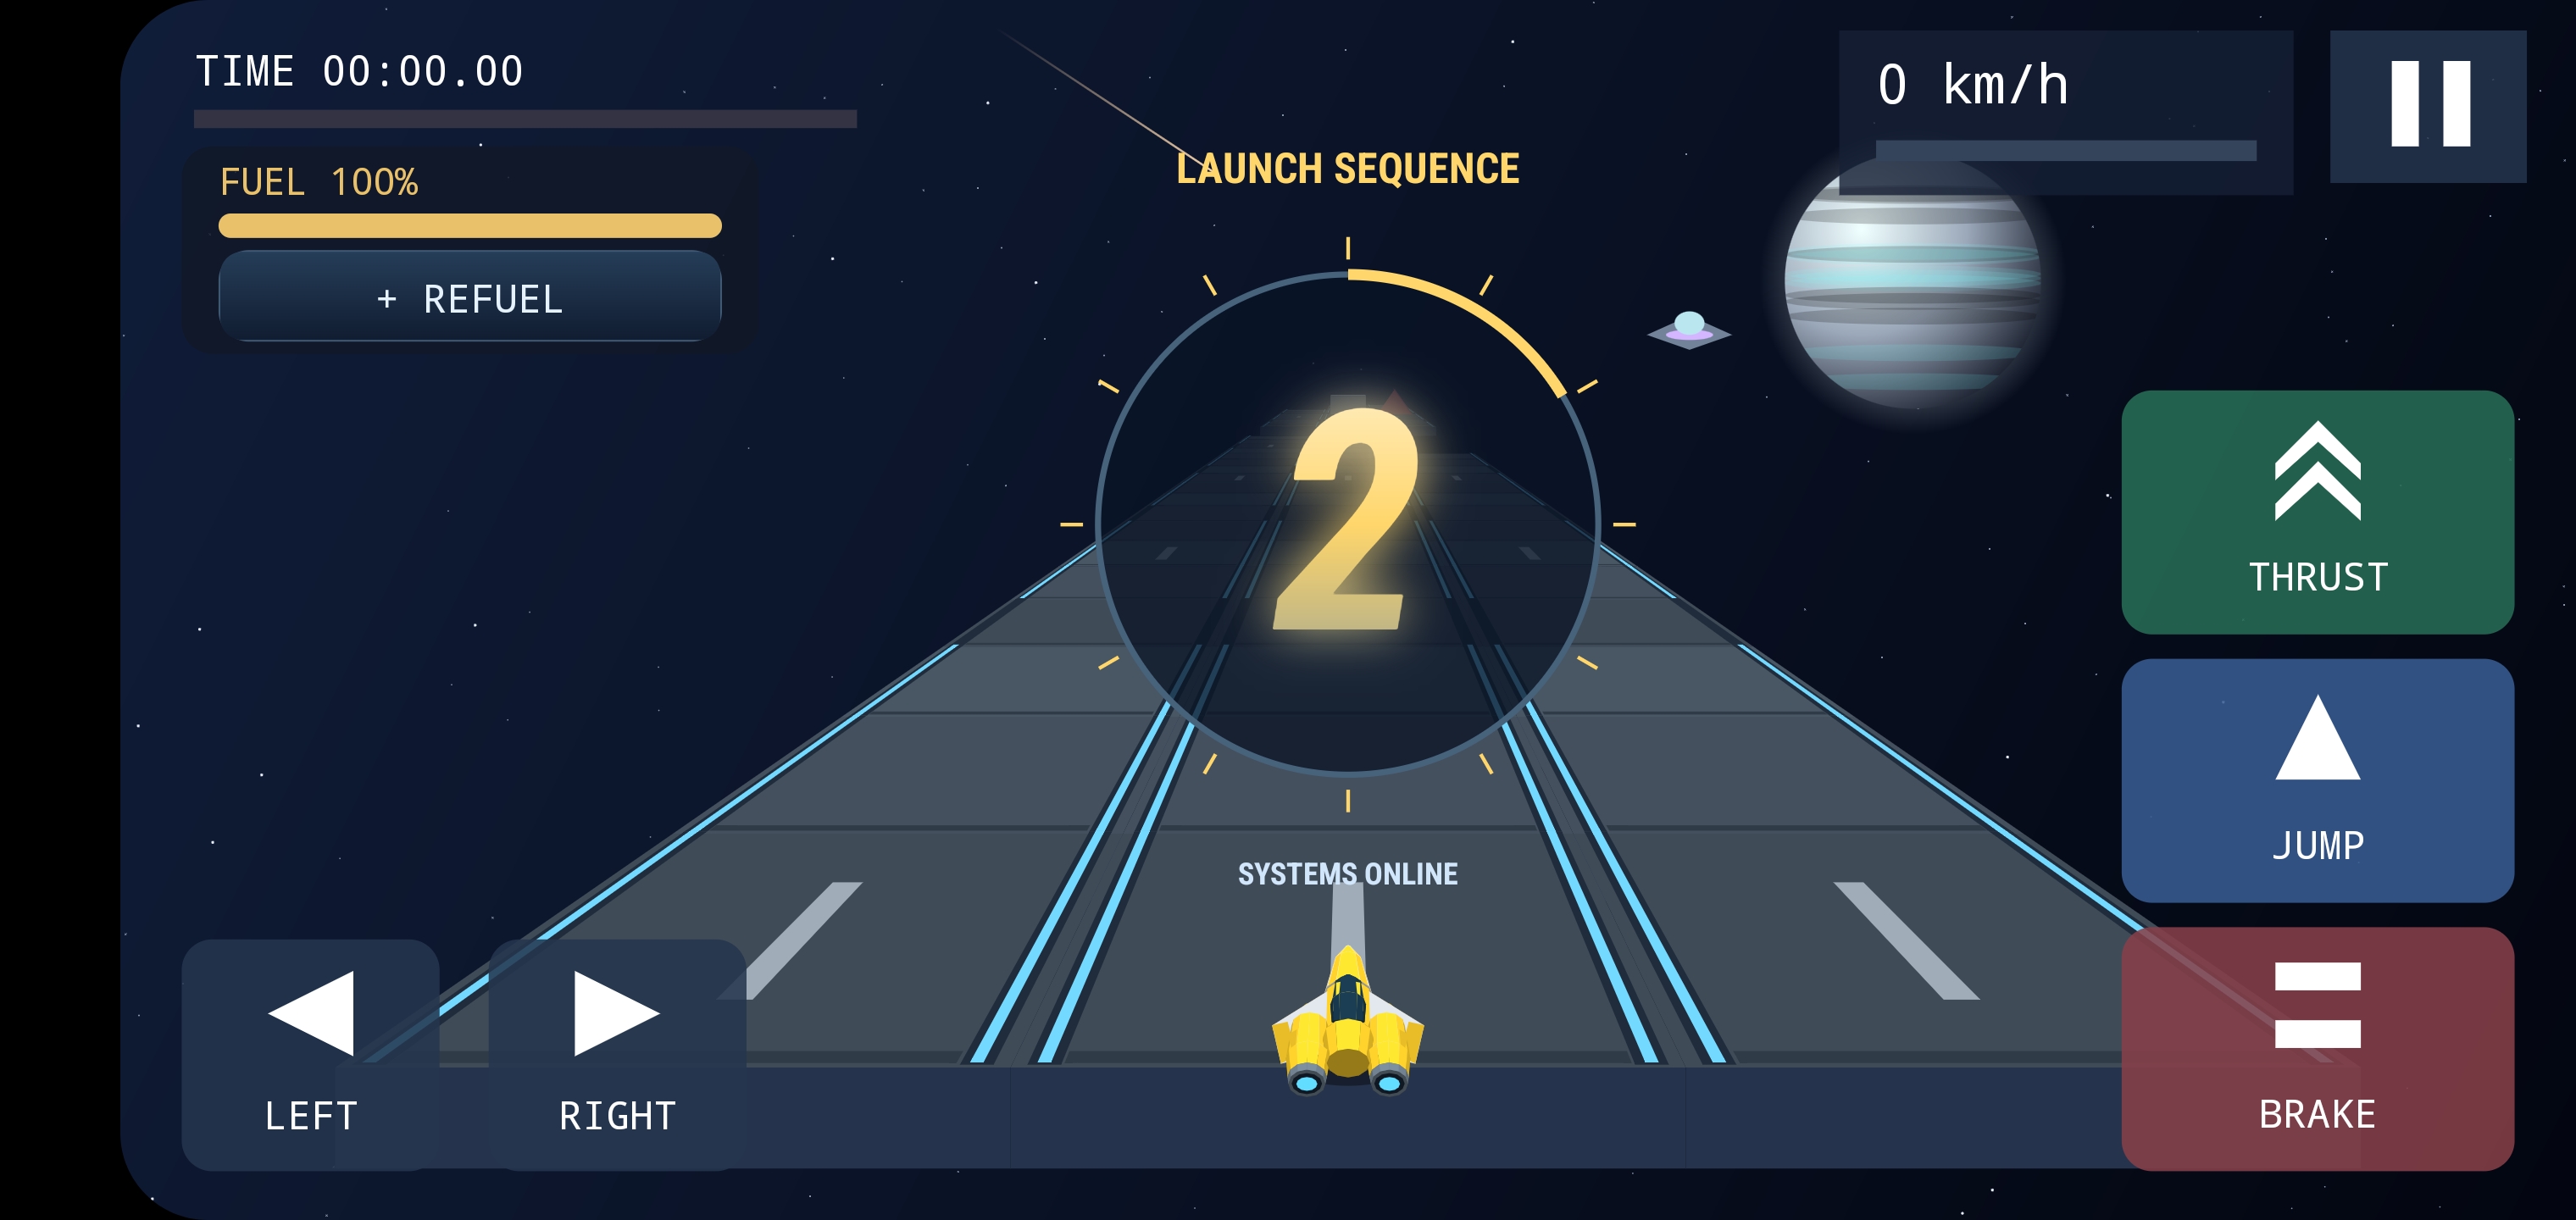 TIME 00:00.00
FUEL 100%
+ REFUEL
LAUNCH SEQUENCE
0 km/h
2
THRUST
JUMP
SYSTEMS ONLINE
LEFT
RIGHT
BRAKE